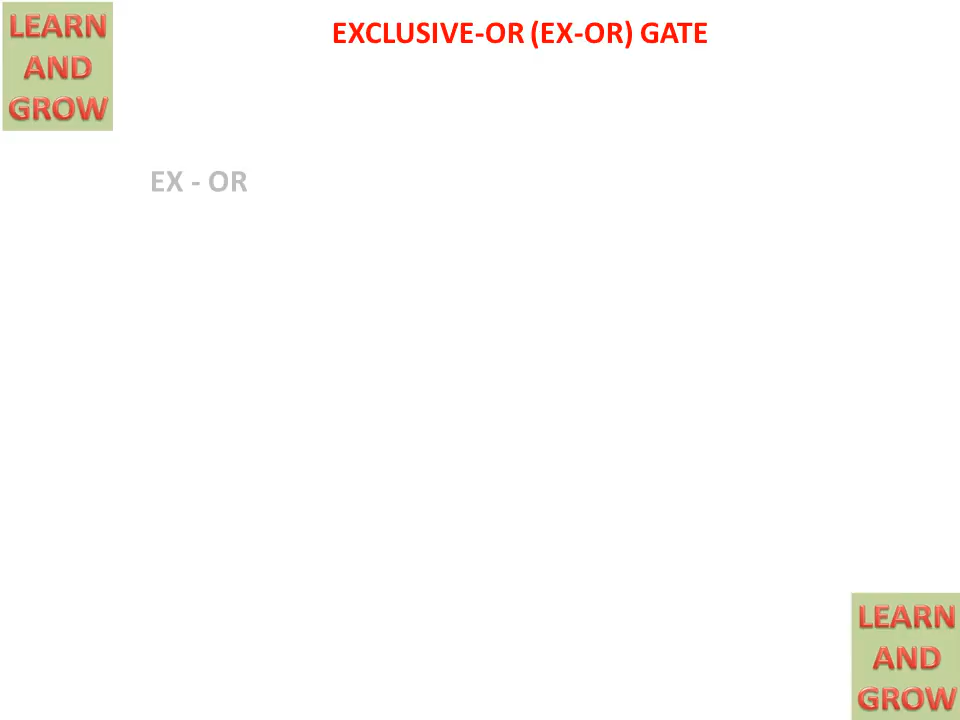 LEARN
AND
GROW
EXCLUSIVE-OR (EX-OR) GATE
EX - OR
LEARN
AND
GROW